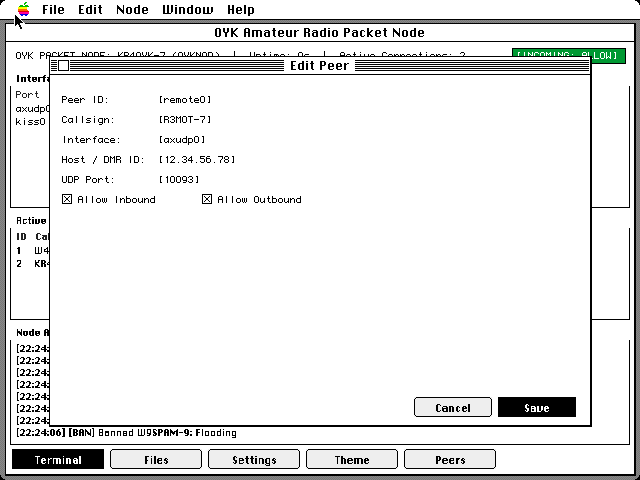 File Edit Node Window Help
OYK Amateur Radio Packet Node
OYK PACKET NODE: KR4OYK-7 (OYKNOD) | Uptime: 0s | Active Connections: 2 [INCOMING: ALLOW]
Edit Peer
Interfa
Port
axudp0
kiss0
Peer ID: [remote0]
Callsign: [R3MOT-7]
Interface: [axudp0]
Host / DMR ID: [12.34.56.78]
UDP Port: [10093]
Allow Inbound Allow Outbound
Active
ID Cal
1 W4
2 KR4
Node A
[22:24:
[22:24:
[22:24:
[22:24:
[22:24:
[22:24:
[22:24:
Cancel Save
[22:24:06] [BAN] Banned W9SPAM-9: Flooding
Terminal Files Settings Theme Peers